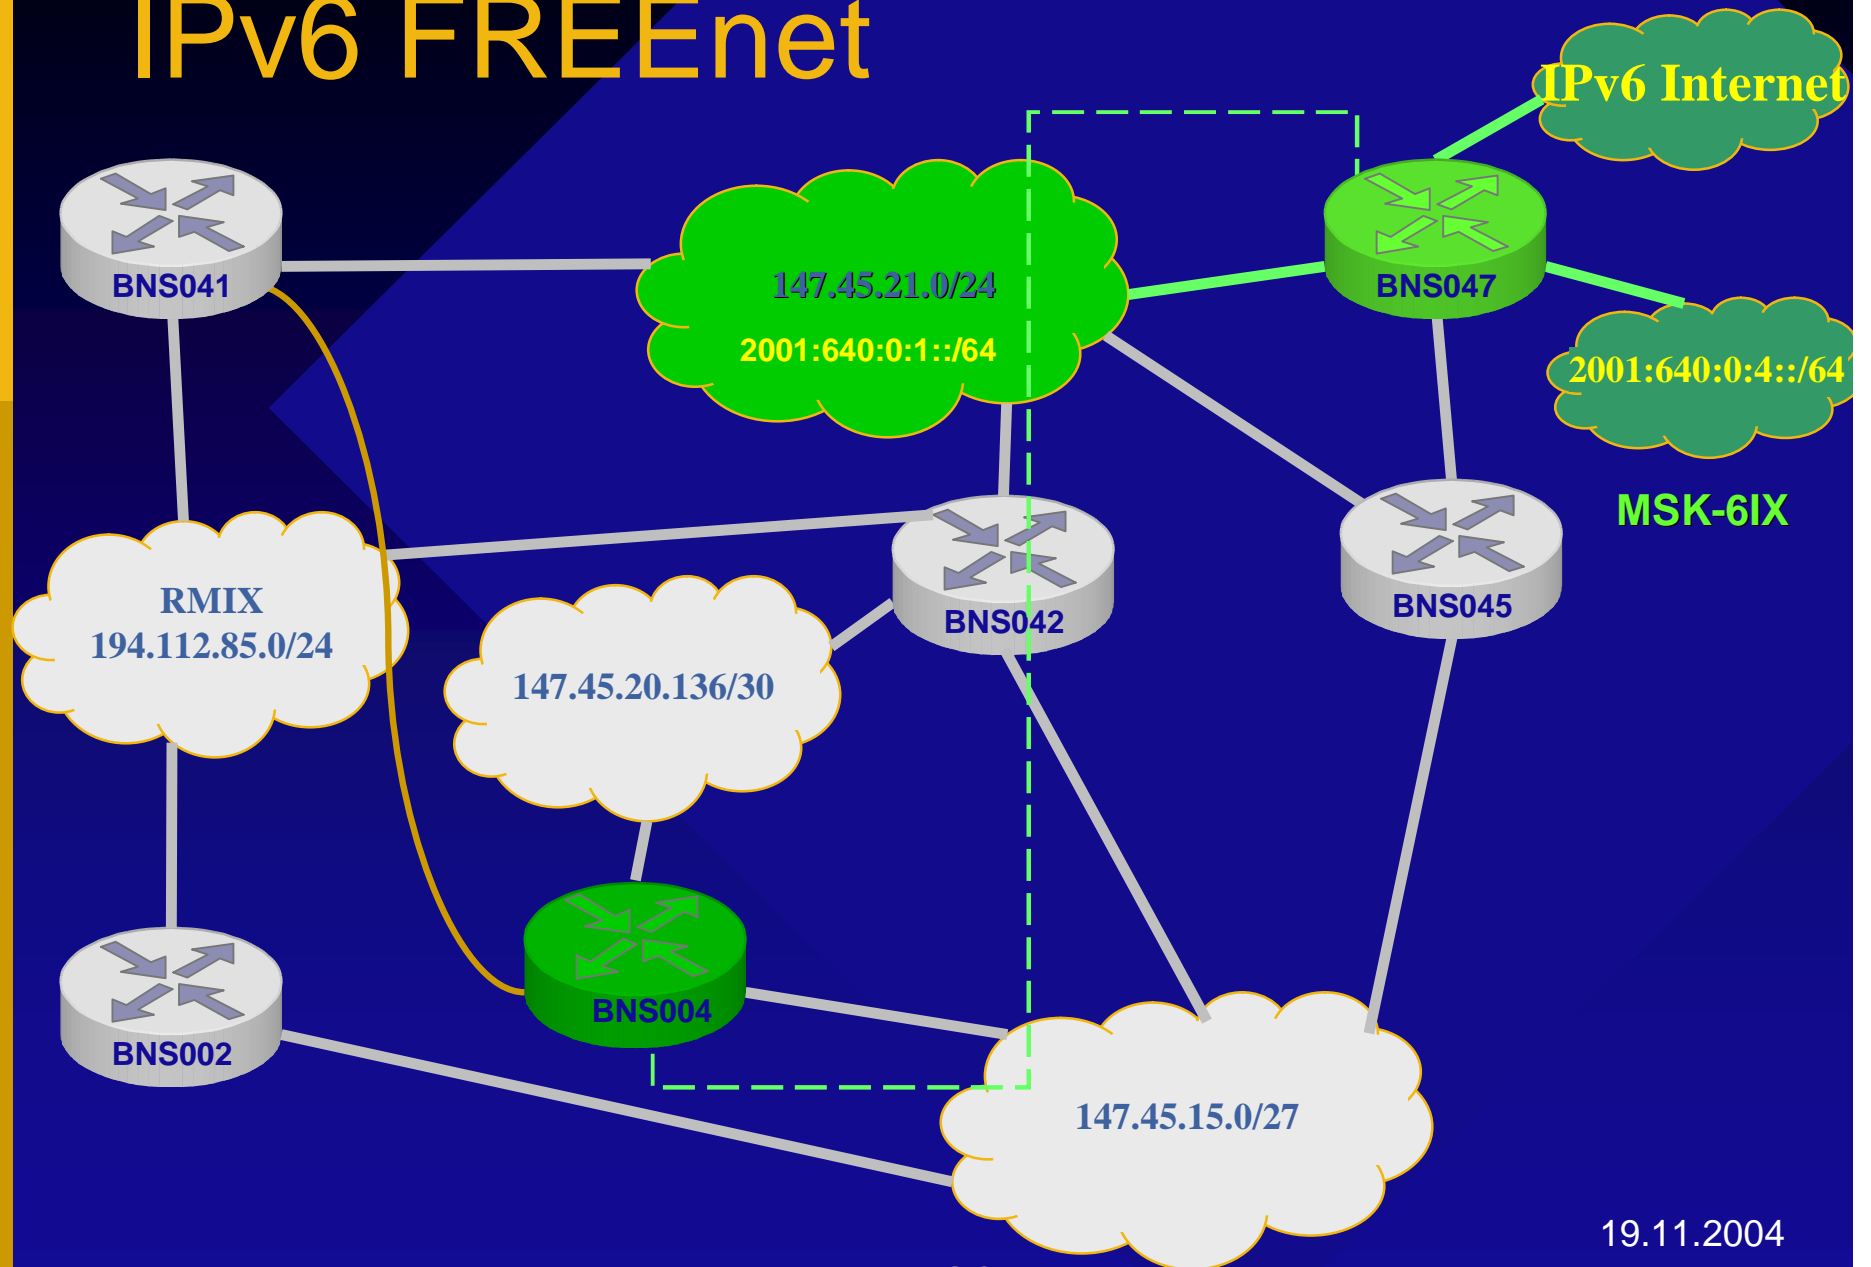 IPv6 FREEnet
IPv6 Internet
BNS041
147.45.21.0/24
2001:640:0:1::/64
BNS047
2001:640:0:4::/64
MSK-6IX
RMIX
194.112.85.0/24
147.45.20.136/30
BNS042
BNS045
BNS004
BNS002
147.45.15.0/27
19.11.2004